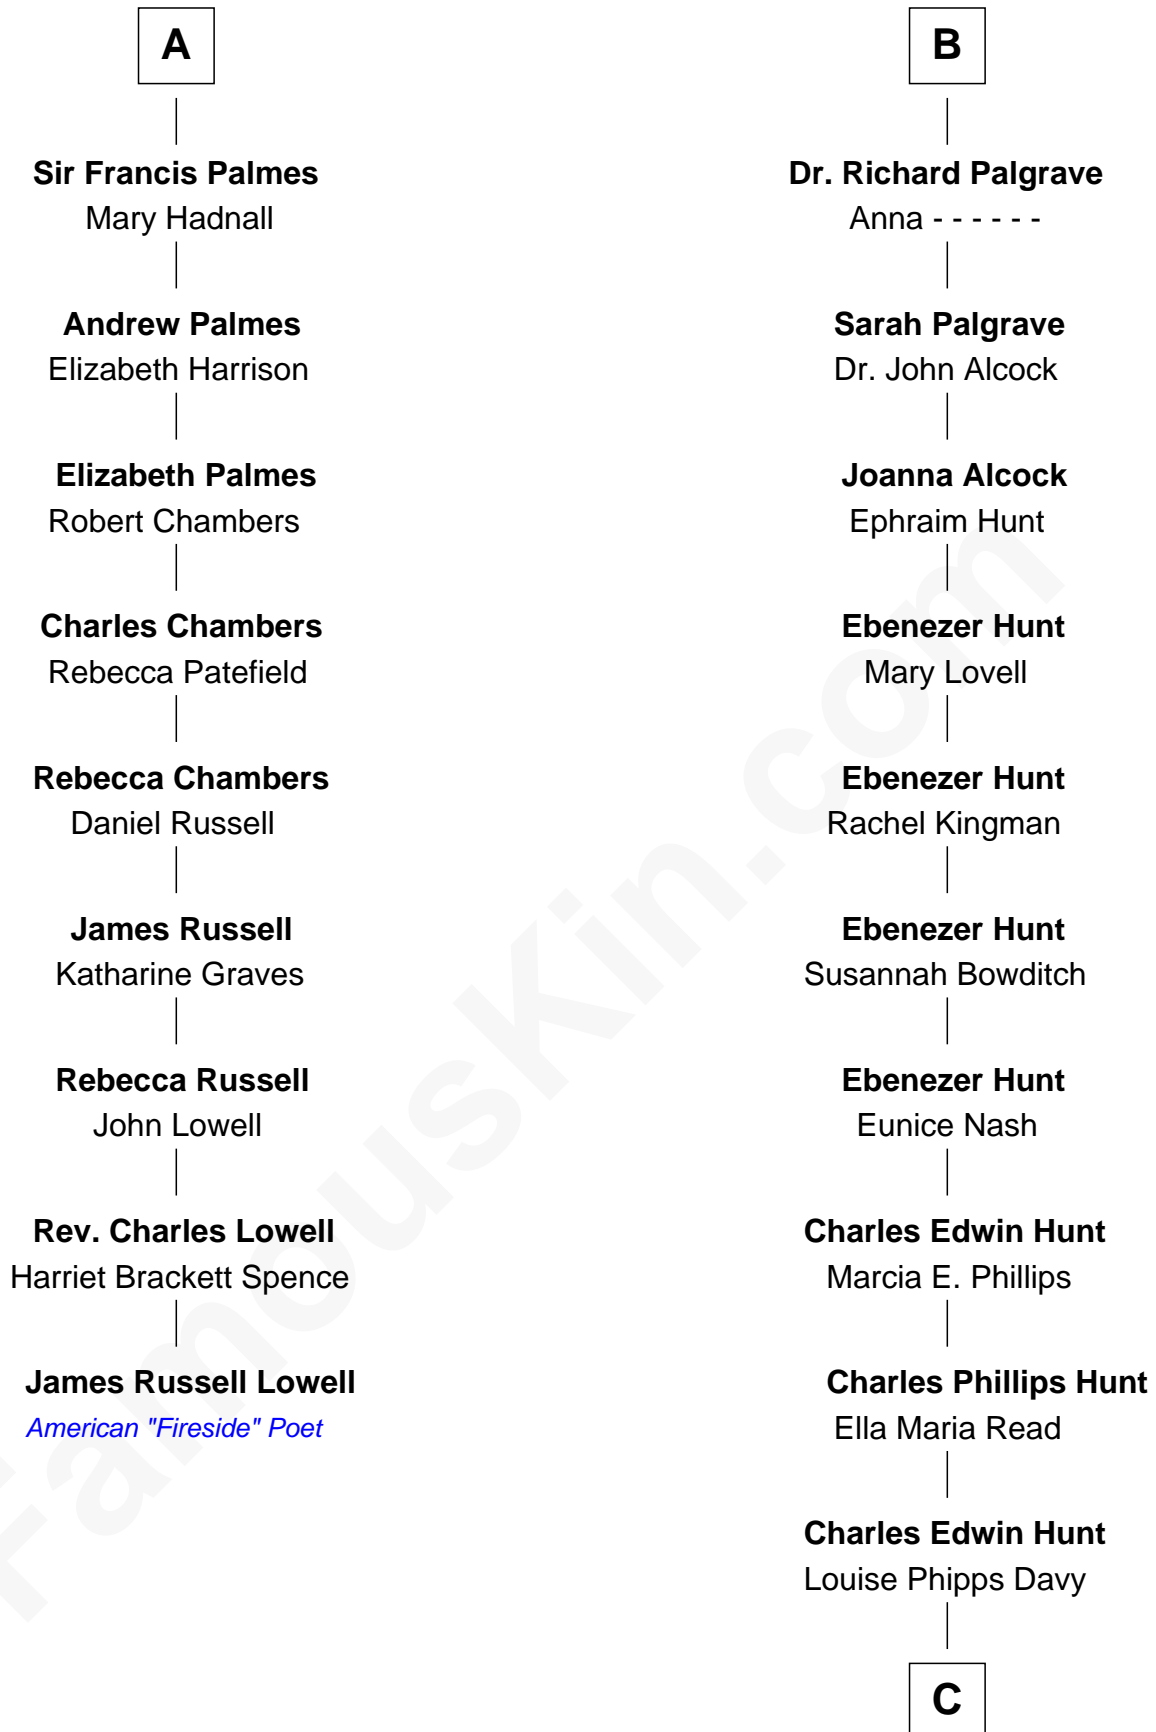 A
Sir Francis Palmes
Mary Hadnall
Andrew Palmes
Elizabeth Harrison
Elizabeth Palmes
Robert Chambers
Charles Chambers
Rebecca Patefield
Rebecca Chambers
Daniel Russell
James Russell
Katharine Graves
Rebecca Russell
John Lowell
Rev. Charles Lowell
Harriet Brackett Spence
James Russell Lowell
American "Fireside" Poet
B
Dr. Richard Palgrave
Anna - - - - - -
Sarah Palgrave
Dr. John Alcock
Joanna Alcock
Ephraim Hunt
Ebenezer Hunt
Mary Lovell
Ebenezer Hunt
Rachel Kingman
Ebenezer Hunt
Susannah Bowditch
Ebenezer Hunt
Eunice Nash
Charles Edwin Hunt
Marcia E. Phillips
Charles Phillips Hunt
Ella Maria Read
Charles Edwin Hunt
Louise Phipps Davy
C
FamousKin.com